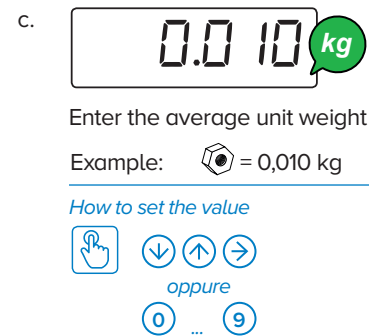 c.
0.010 kg
Enter the average unit weight
Example: = 0,010 kg
How to set the value
oppure
0 ... 9